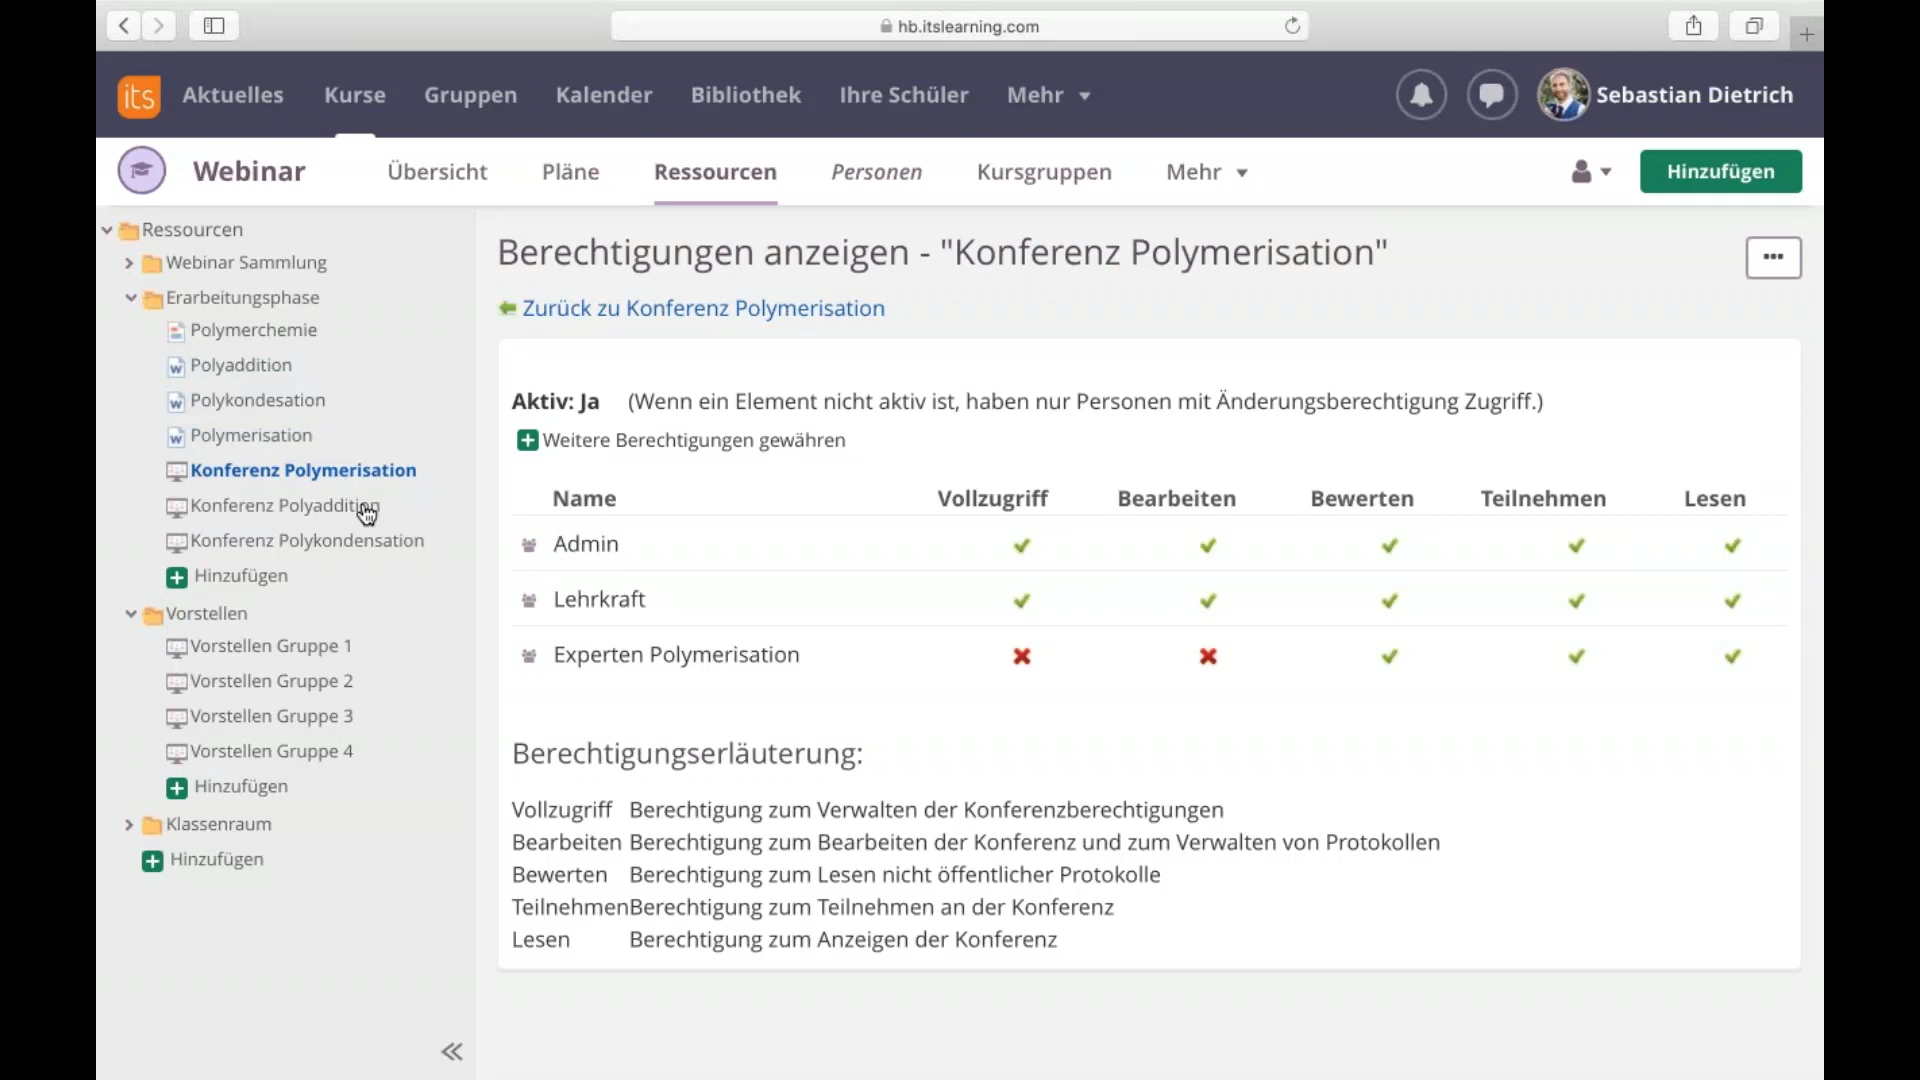 hb.itslearning.com
its Aktuelles Kurse Gruppen Kalender Bibliothek Ihre Schüler Mehr Sebastian Dietrich
Webinar Übersicht Pläne Ressourcen Personen Kursgruppen Mehr Hinzufügen
Ressourcen
Webinar Sammlung
Erarbeitungsphase
Polymerchemie
Polyaddition
Polykondesation
Polymerisation
Konferenz Polymerisation
Konferenz Polyaddition
Konferenz Polykondensation
Hinzufügen
Vorstellen
Vorstellen Gruppe 1
Vorstellen Gruppe 2
Vorstellen Gruppe 3
Vorstellen Gruppe 4
Hinzufügen
Klassenraum
Hinzufügen
Berechtigungen anzeigen - "Konferenz Polymerisation"
Zurück zu Konferenz Polymerisation
Aktiv: Ja (Wenn ein Element nicht aktiv ist, haben nur Personen mit Änderungsberechtigung Zugriff.)
Weitere Berechtigungen gewähren
Name Vollzugriff Bearbeiten Bewerten Teilnehmen Lesen
Admin
Lehrkraft
Experten Polymerisation
Berechtigungserläuterung:
Vollzugriff Berechtigung zum Verwalten der Konferenzberechtigungen
Bearbeiten Berechtigung zum Bearbeiten der Konferenz und zum Verwalten von Protokollen
Bewerten Berechtigung zum Lesen nicht öffentlicher Protokolle
Teilnehmen Berechtigung zum Teilnehmen an der Konferenz
Lesen Berechtigung zum Anzeigen der Konferenz